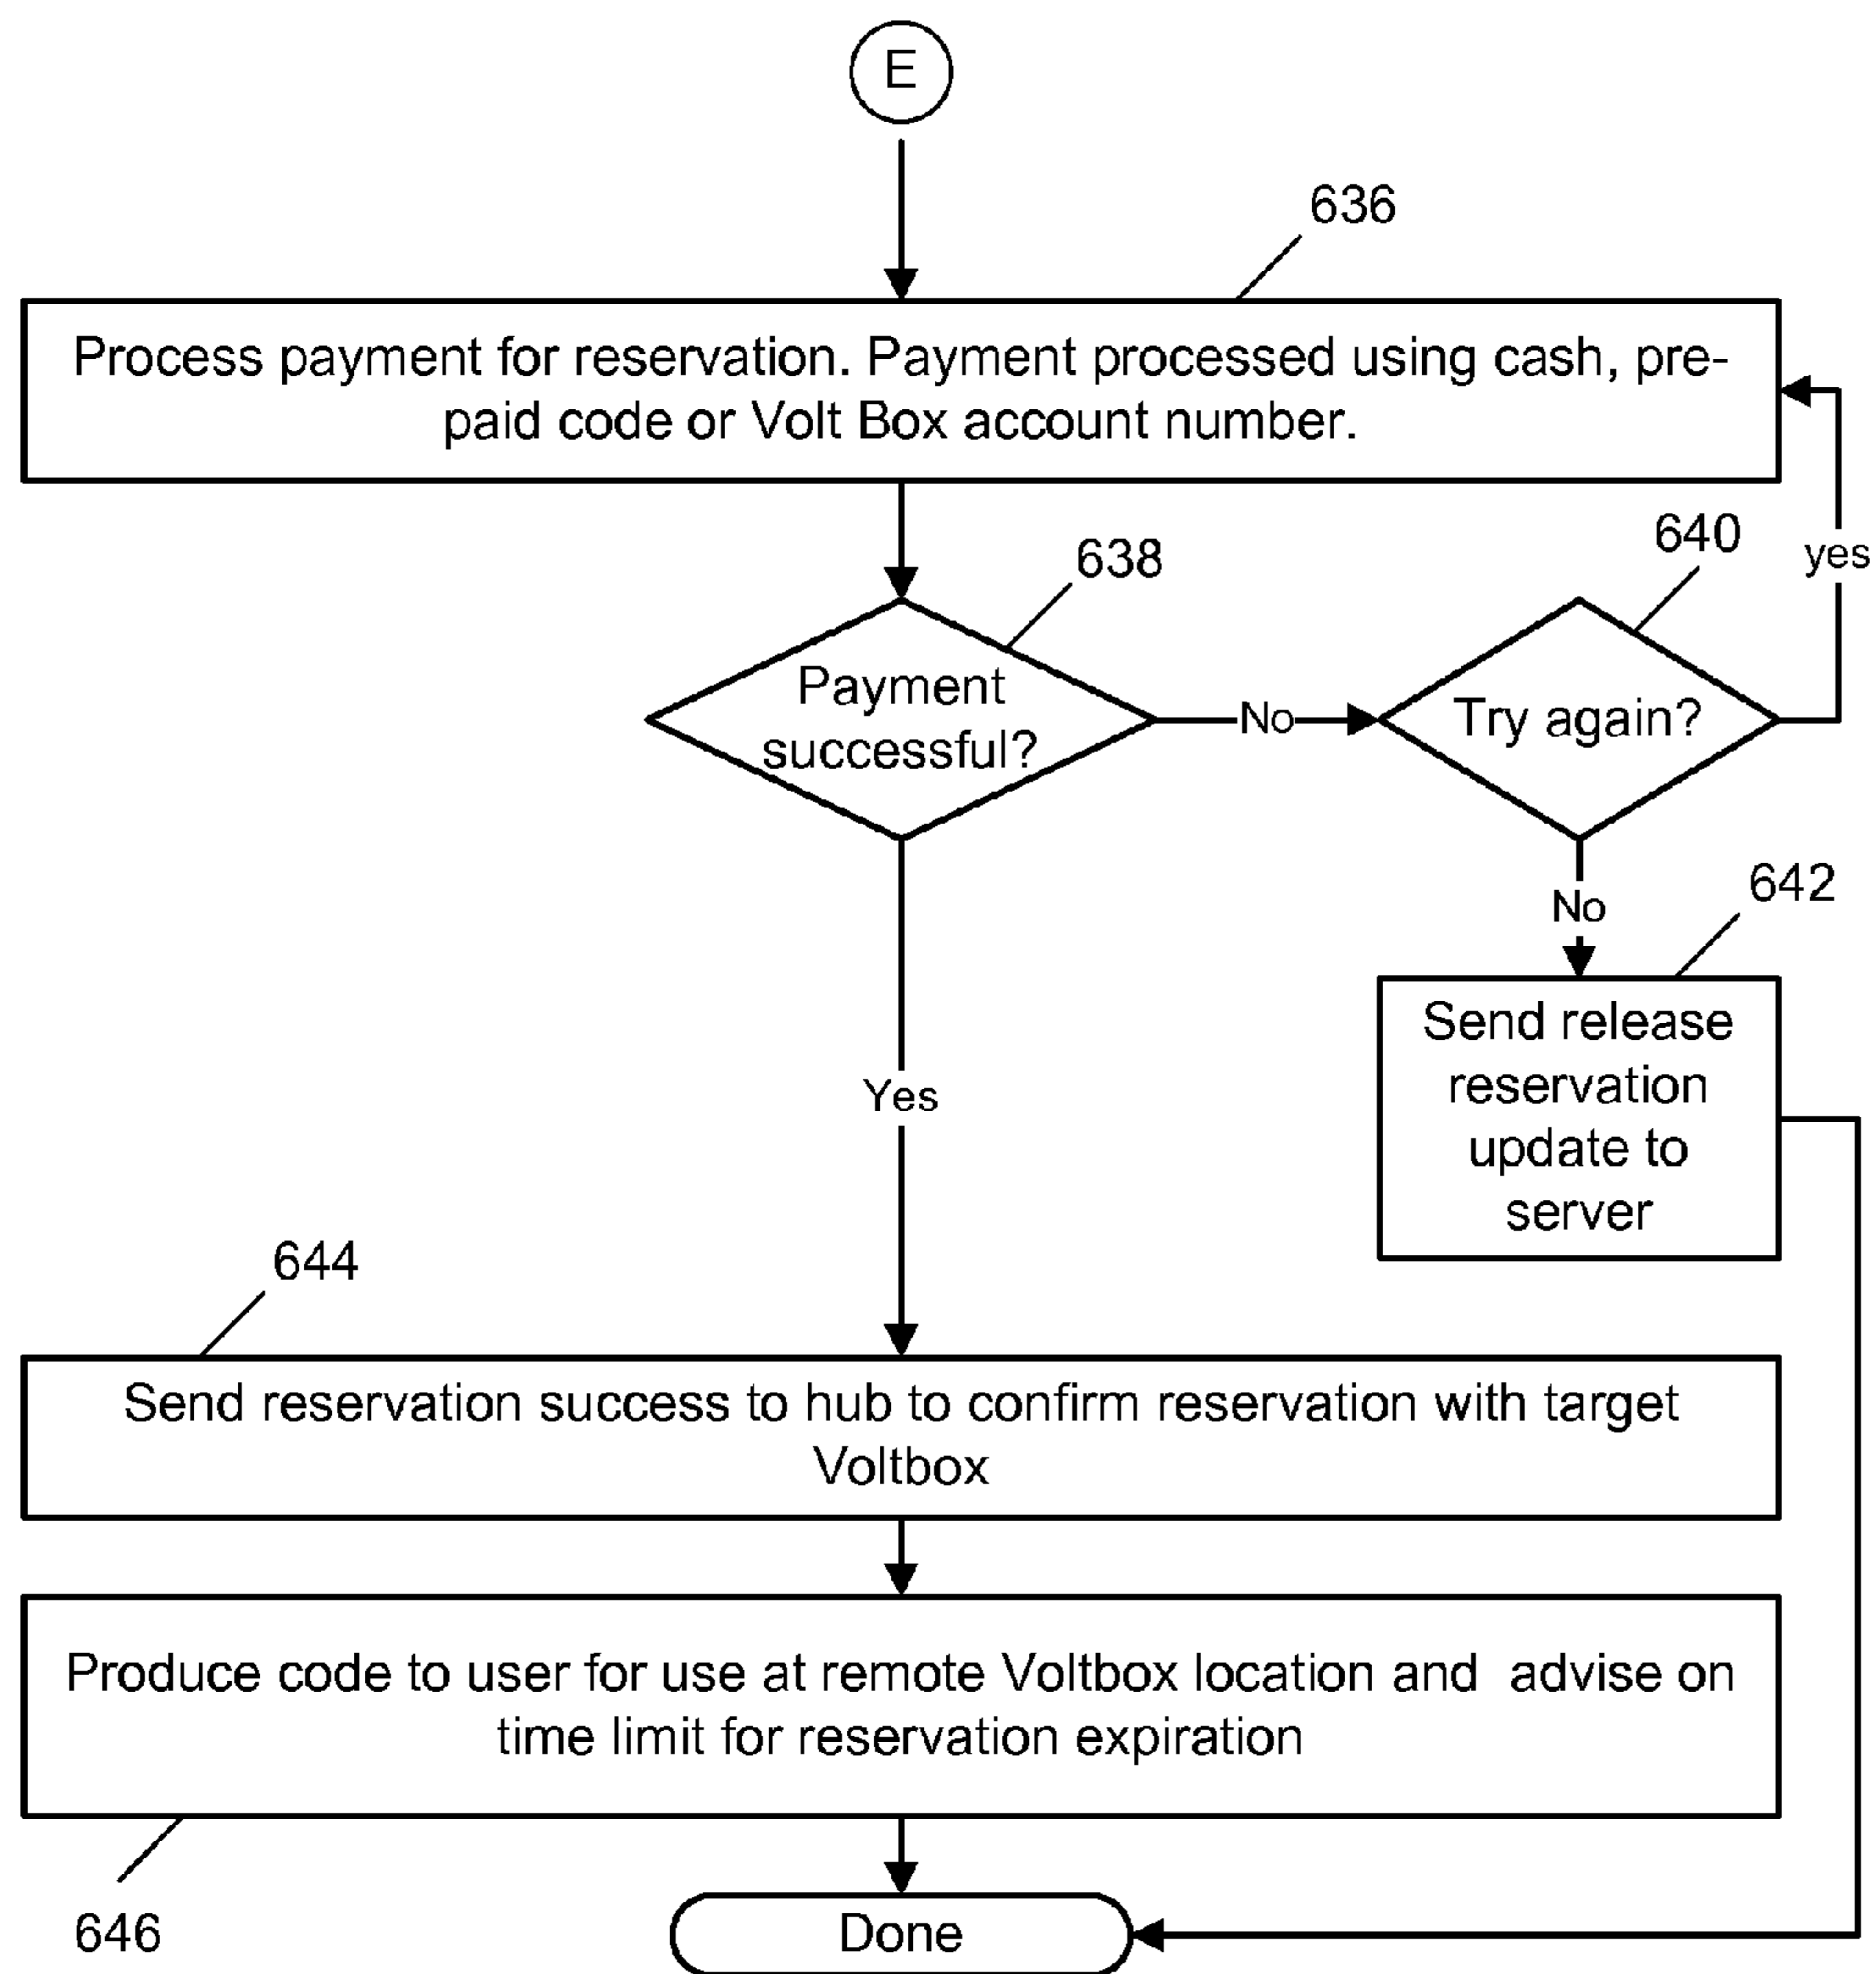 E
636
Process payment for reservation. Payment processed using cash, pre-
paid code or Volt Box account number.
638
640
yes
Payment
successful?
No
Try again?
642
No
Send release
reservation
update to
server
Yes
644
Send reservation success to hub to confirm reservation with target
Voltbox
Produce code to user for use at remote Voltbox location and advise on
time limit for reservation expiration
646
Done